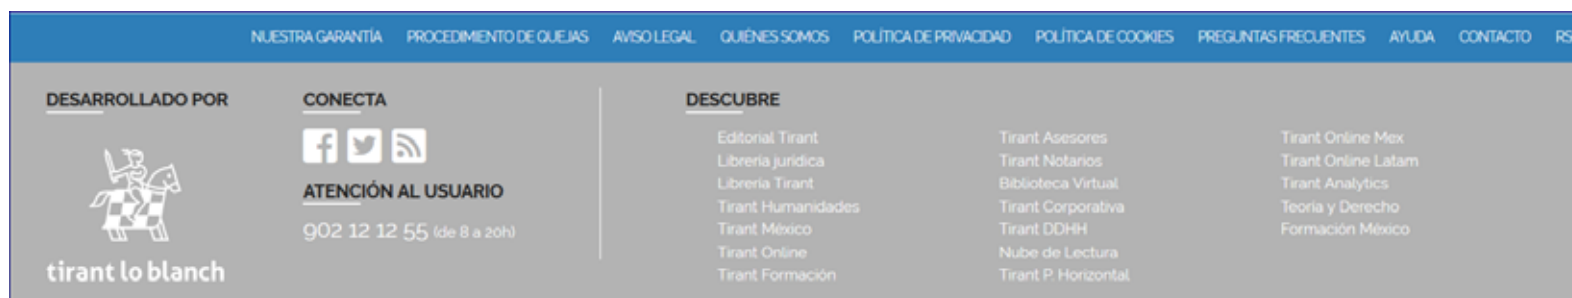 NUESTRA GARANTÍA PROCEDIMIENTO DE QUEJAS AVISO LEGAL QUIÉNES SOMOS POLÍTICA DE PRIVACIDAD POLÍTICA DE COOKIES PREGUNTAS FRECUENTES AYUDA CONTACTO RS
DESARROLLADO POR
tirant lo blanch
CONECTA
ATENCIÓN AL USUARIO
902 12 12 55 (de 8 a 20h)
DESCUBRE
Editorial Tirant
Libreria jurídica
Libreria Tirant
Tirant Humanidades
Tirant México
Tirant Online
Tirant Formación
Tirant Asesores
Tirant Notarios
Biblioteca Virtual
Tirant Corporativa
Tirant DDHH
Nube de Lectura
Tirant P. Horizontal
Tirant Online Mex
Tirant Online Latam
Tirant Analytics
Teoría y Derecho
Formación México